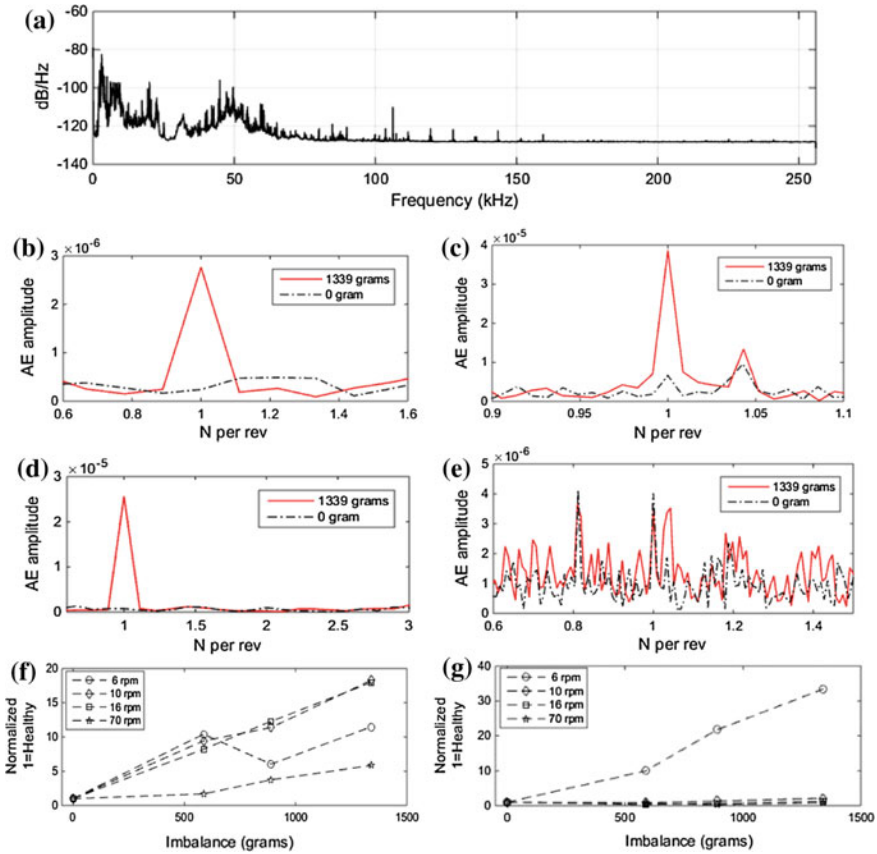 (a)
-60
-80
-100
-120
-140
dB/Hz
0 50 100 150 200 250
Frequency (kHz)
(b)
×10-6
3
2
1
0
AE amplitude
1339 grams
0 gram
0.6 0.8 1 1.2 1.4 1.6
N per rev
(c)
×10-5
4
3
2
1
0
AE amplitude
1339 grams
0 gram
0.9 0.95 1 1.05 1.1
N per rev
(d)
×10-5
3
2
1
0
AE amplitude
1339 grams
0 gram
1 1.5 2 2.5 3
N per rev
(e)
×10-6
5
4
3
2
1
0
AE amplitude
1339 grams
0 gram
0.6 0.8 1 1.2 1.4
N per rev
(f)
20
15
10
5
0
Normalized
1=Healthy
6 rpm
10 rpm
16 rpm
70 rpm
0 500 1000 1500
Imbalance (grams)
(g)
40
30
20
10
0
Normalized
1=Healthy
6 rpm
10 rpm
16 rpm
70 rpm
0 500 1000 1500
Imbalance (grams)